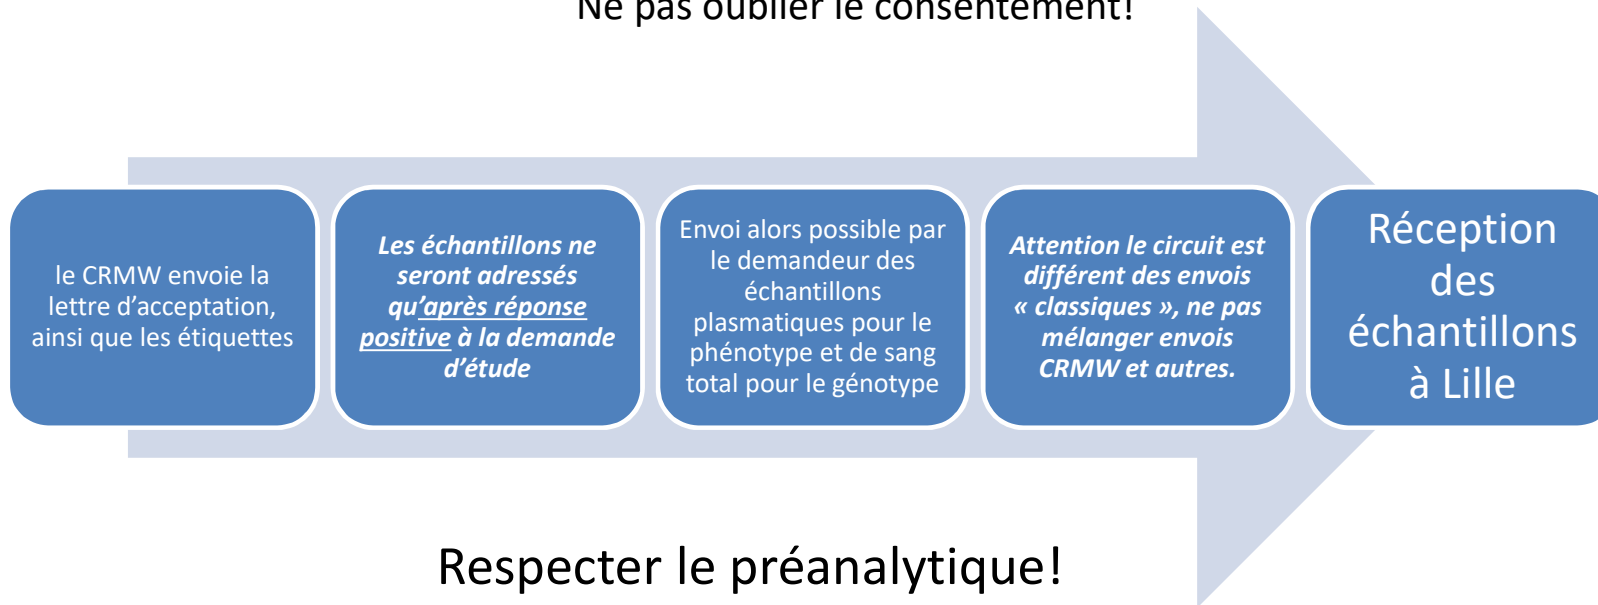 Ne pas oublier le consentement!
le CRMW envoie la
lettre d'acceptation,
ainsi que les étiquettes
Les échantillons ne
seront adressés
qu'après réponse
positive à la demande
d'étude
Envoi alors possible par
le demandeur des
échantillons
plasmatiques pour le
phénotype et de sang
total pour le génotype
Attention le circuit est
différent des envois
« classiques », ne pas
mélanger envois
CRMW et autres.
Réception
des
échantillons
à Lille
Respecter le préanalytique!